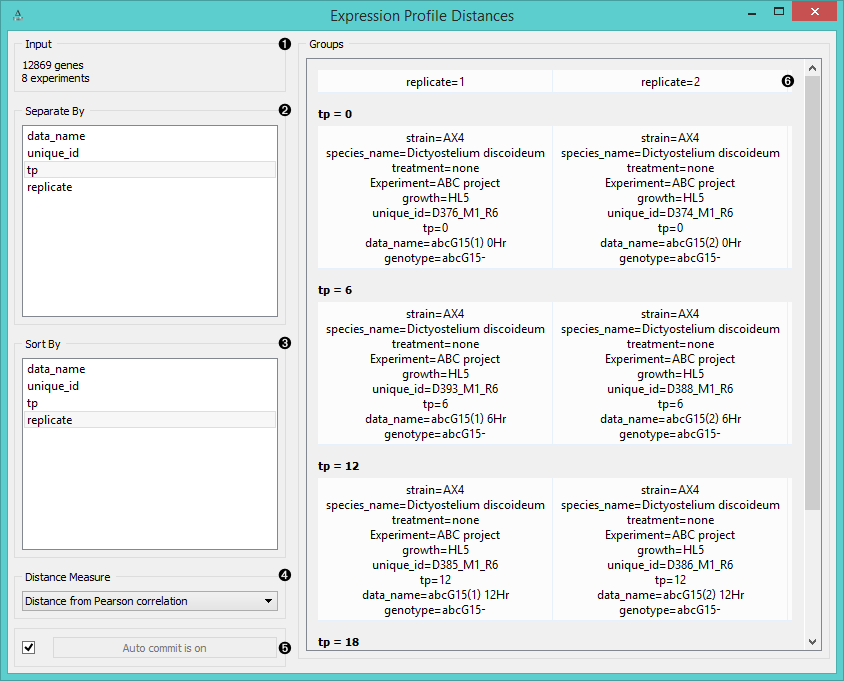 Expression Profile Distances
Input
1
12869 genes
8 experiments
Separate By
2
data_name
unique_id
tp
replicate
Sort By
3
data_name
unique_id
tp
replicate
Distance Measure
4
Distance from Pearson correlation
Auto commit is on
5
Groups
replicate=1 replicate=2
6
tp = 0
strain=AX4 strain=AX4
species_name=Dictyostelium discoideum species_name=Dictyostelium discoideum
treatment=none treatment=none
Experiment=ABC project Experiment=ABC project
growth=HL5 growth=HL5
unique_id=D376_M1_R6 unique_id=D374_M1_R6
tp=0 tp=0
data_name=abcG15(1) 0Hr data_name=abcG15(2) 0Hr
genotype=abcG15- genotype=abcG15-
tp = 6
strain=AX4 strain=AX4
species_name=Dictyostelium discoideum species_name=Dictyostelium discoideum
treatment=none treatment=none
Experiment=ABC project Experiment=ABC project
growth=HL5 growth=HL5
unique_id=D393_M1_R6 unique_id=D388_M1_R6
tp=6 tp=6
data_name=abcG15(1) 6Hr data_name=abcG15(2) 6Hr
genotype=abcG15- genotype=abcG15-
tp = 12
strain=AX4 strain=AX4
species_name=Dictyostelium discoideum species_name=Dictyostelium discoideum
treatment=none treatment=none
Experiment=ABC project Experiment=ABC project
growth=HL5 growth=HL5
unique_id=D385_M1_R6 unique_id=D386_M1_R6
tp=12 tp=12
data_name=abcG15(1) 12Hr data_name=abcG15(2) 12Hr
genotype=abcG15- genotype=abcG15-
tp = 18